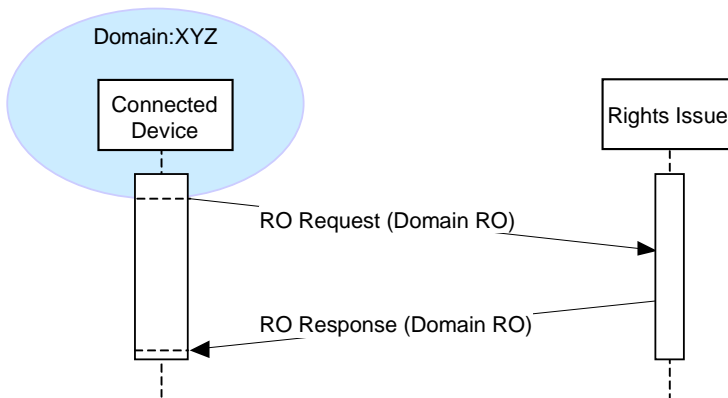 Domain:XYZ
Connected
Device
Rights Issue
RO Request (Domain RO)
RO Response (Domain RO)